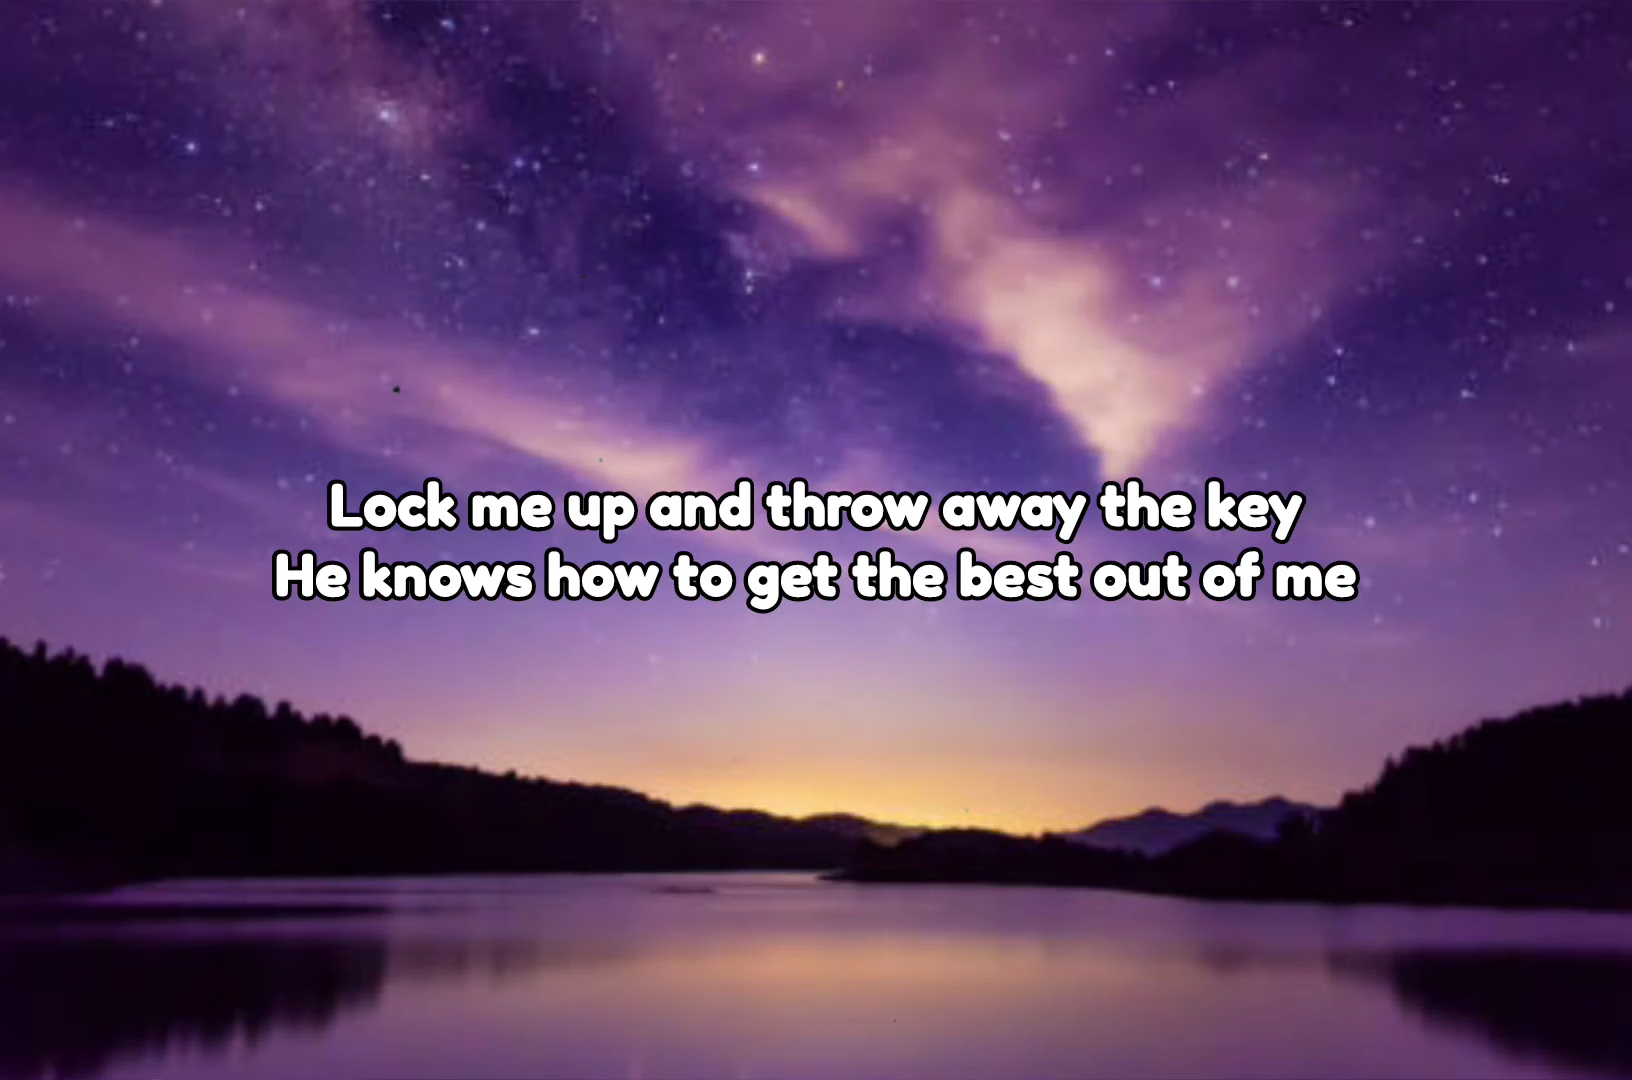 Lock me up and throw away the key
He knows how to get the best out of me